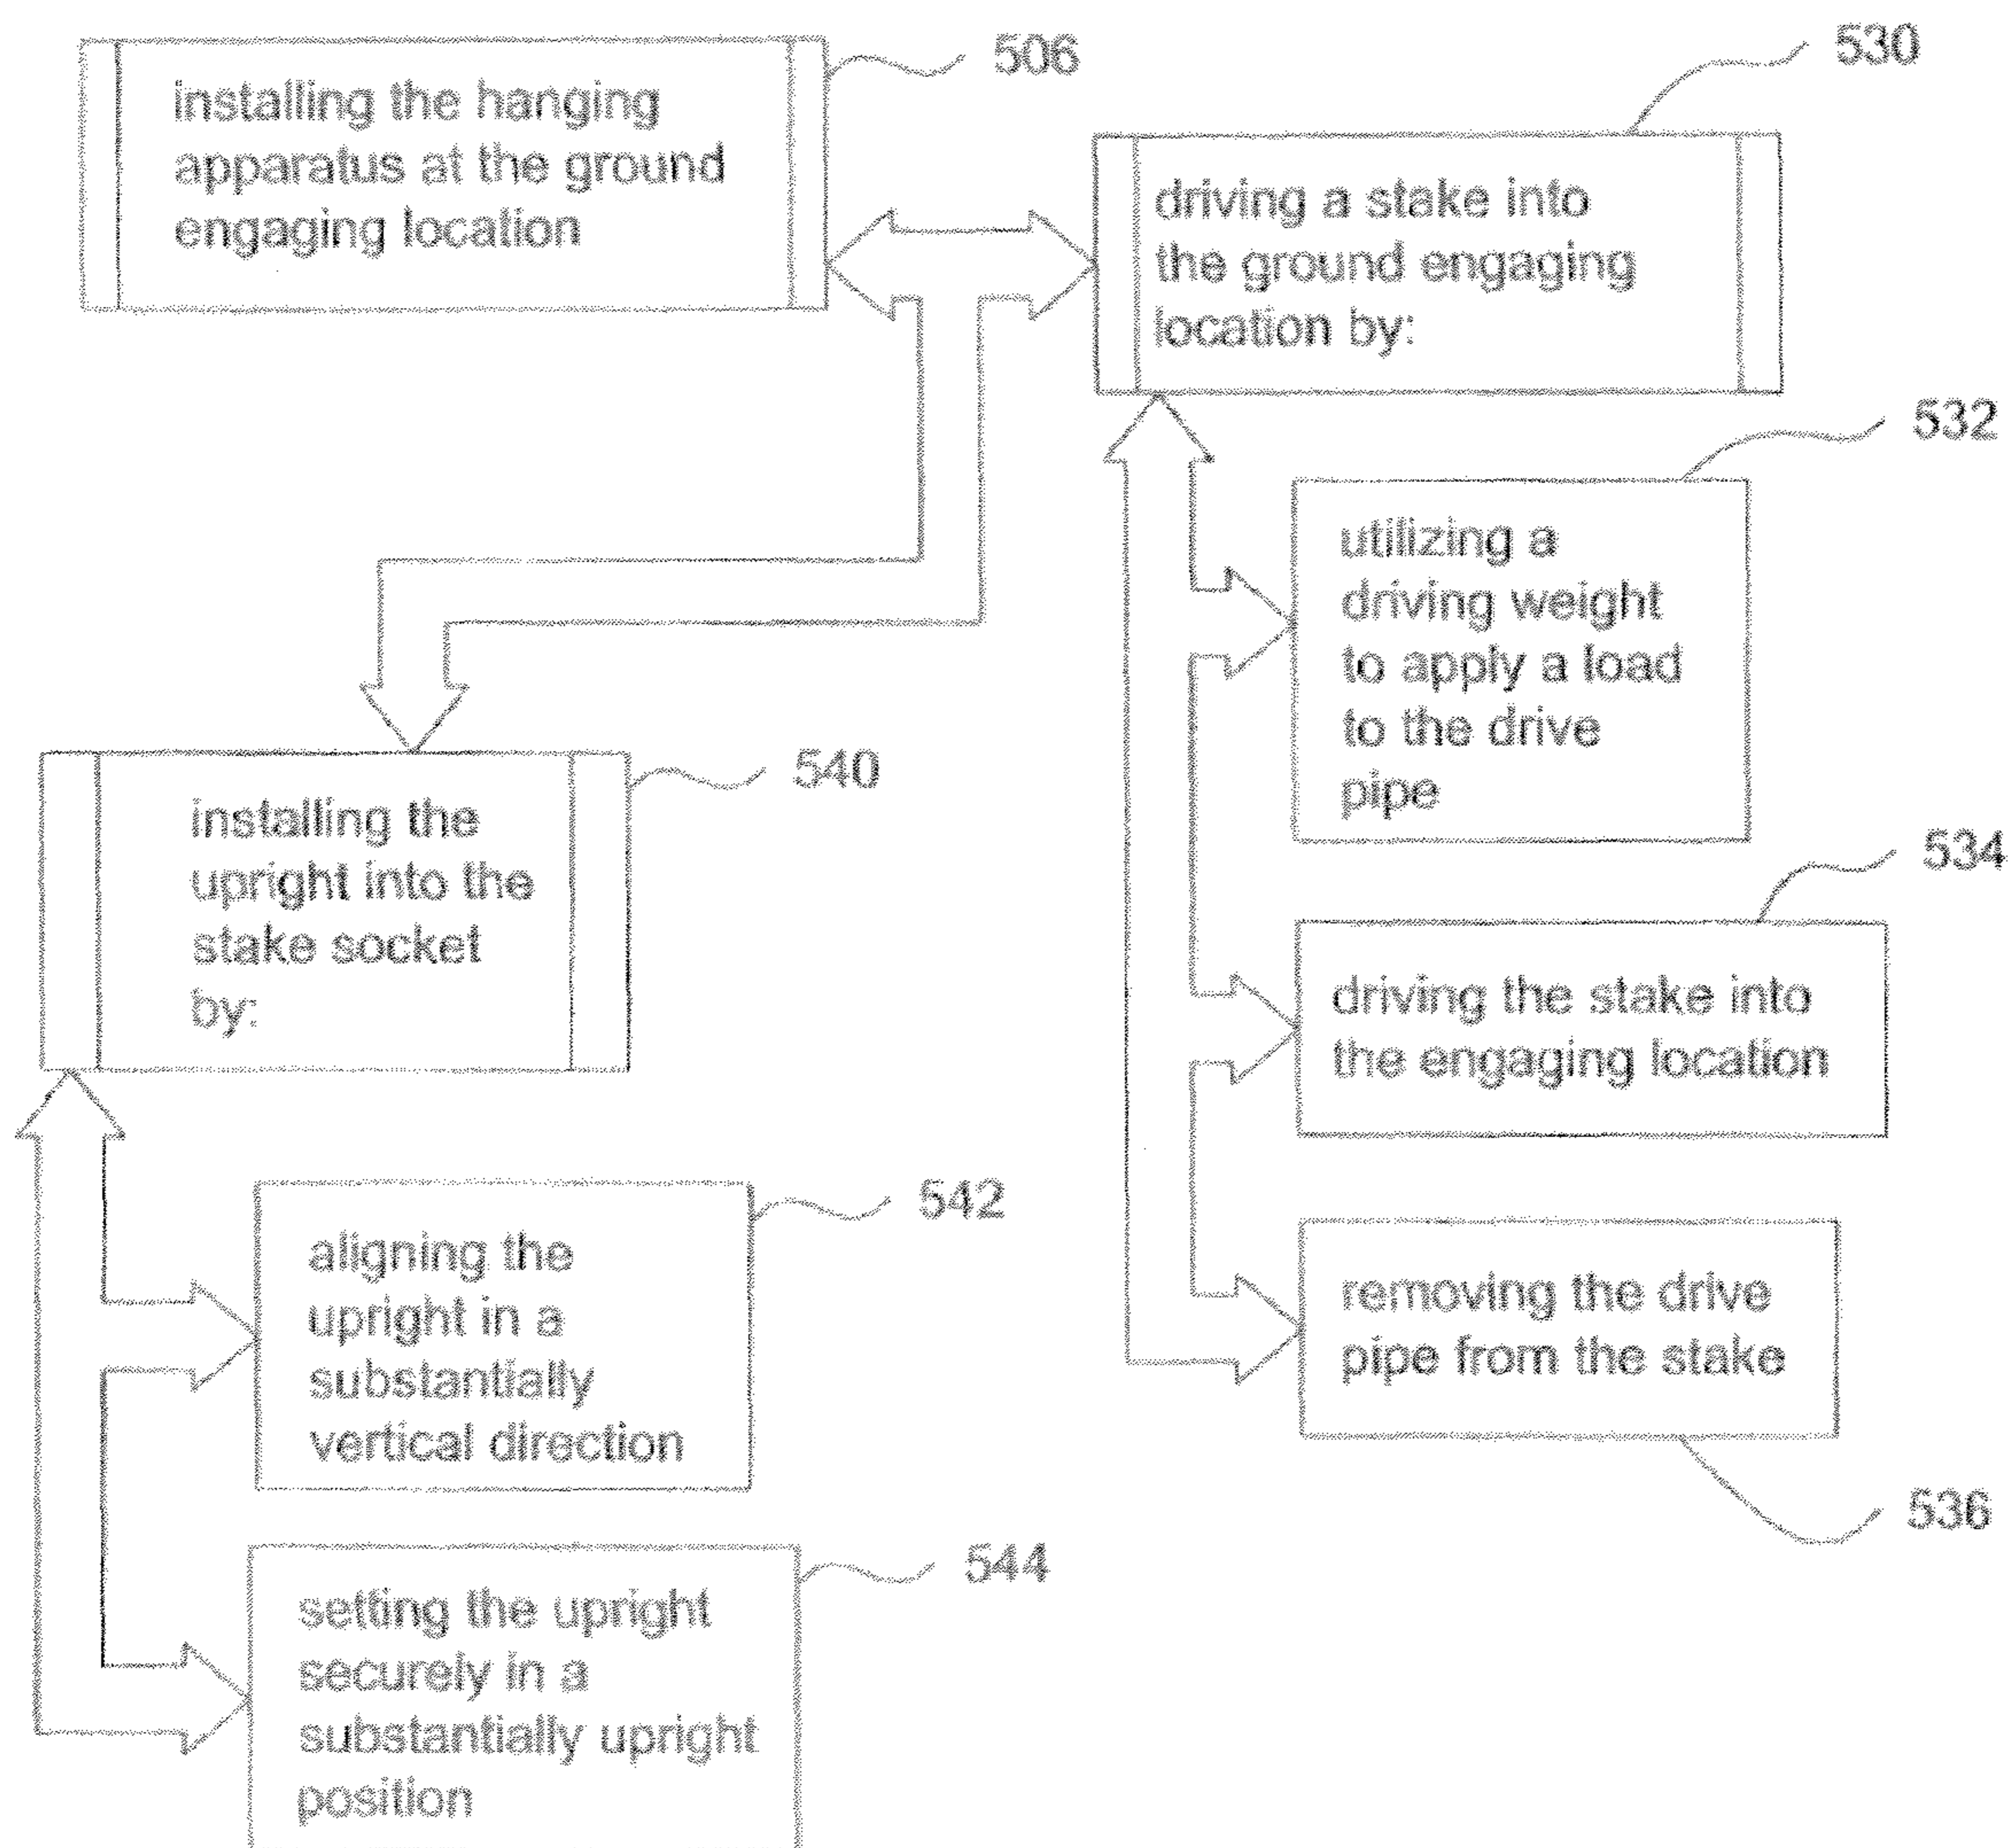 installing the hanging
apparatus at the ground
engaging location
506
driving a stake into
the ground engaging
location by:
530
utilizing a
driving weight
to apply a load
to the drive
pipe
532
driving the stake into
the engaging location
534
removing the drive
pipe from the stake
536
installing the
upright into the
stake socket
by:
540
aligning the
upright in a
substantially
vertical direction
542
setting the upright
securely in a
substantially upright
position
544